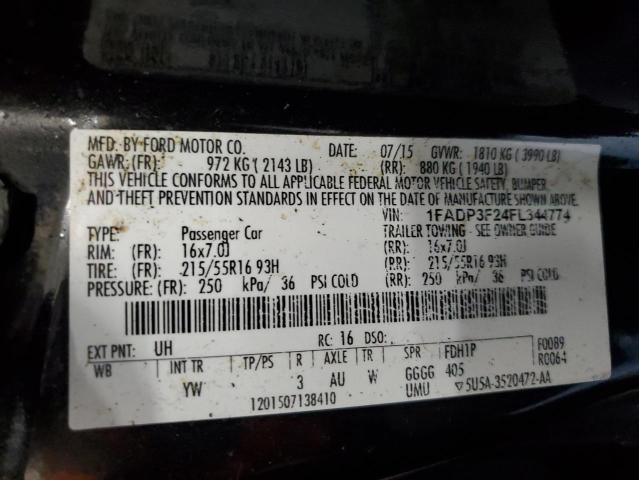 MFD. BY FORD MOTOR CO. DATE: 07/15 GVWR: 1810 KG ( 3990 LB)
GAWR: (FR): 972 KG ( 2143 LB) (RR): 880 KG ( 1940 LB)
THIS VEHICLE CONFORMS TO ALL APPLICABLE FEDERAL MOTOR VEHICLE SAFETY, BUMPER,
AND THEFT PREVENTION STANDARDS IN EFFECT ON THE DATE OF MANUFACTURE SHOWN ABOVE.
VIN: 1FADP3F24FL344774
TYPE: Passenger Car TRAILER TOWING - SEE OWNER GUIDE
RIM: (FR): 16x7.0J (RR): 16x7.0J
TIRE: (FR): 215/55R16 93H (RR): 215/55R16 93H
PRESSURE: (FR): 250 kPa/ 36 PSI COLD (RR): 250 kPa/ 36 PSI COLD
EXT PNT: UH RC: 16 DSO: F0089
WB INT TR TP/PS R AXLE TR SPR FDH1P R0064
YW 3 AU W GGGG 405
UMU ▽5U5A-3520472-AA
1201507138410